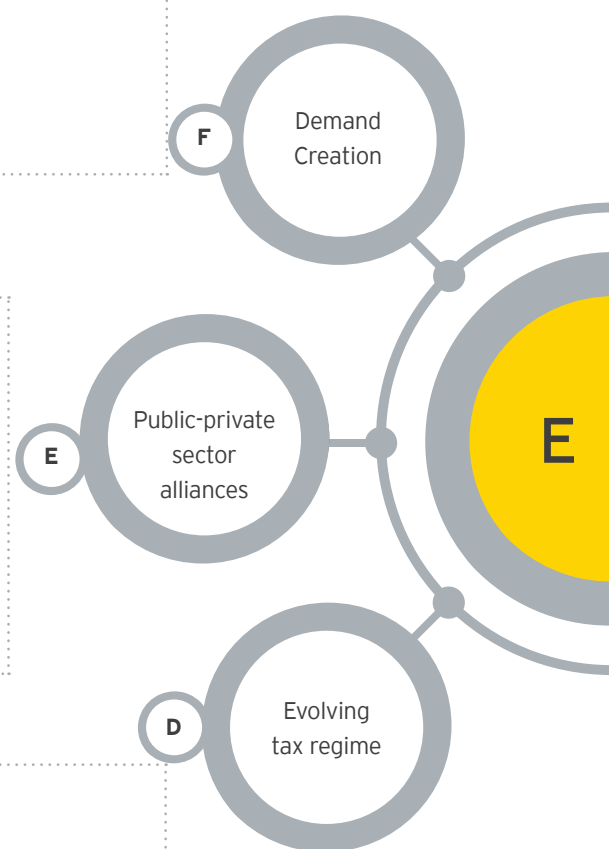 F
Demand
Creation
E
Public-private
sector
alliances
E
D
Evolving
tax regime